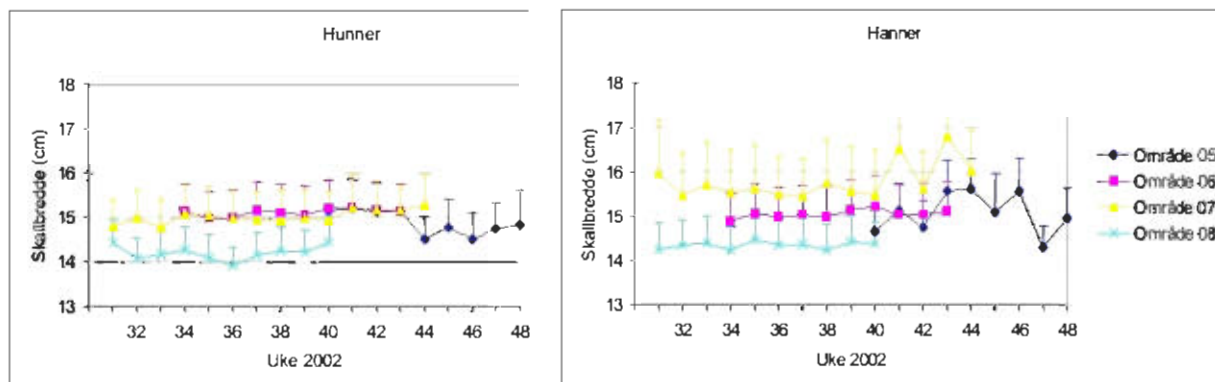 Hunner
Skallbredde (cm)
18
17
16
15
14
13
32 34 36 38 40 42 44 46 48
Uke 2002
Hanner
Skallbredde (cm)
18
17
16
15
14
13
32 34 36 38 40 42 44 46 48
Uke 2002
Område 05
Område 06
Område 07
Område 08